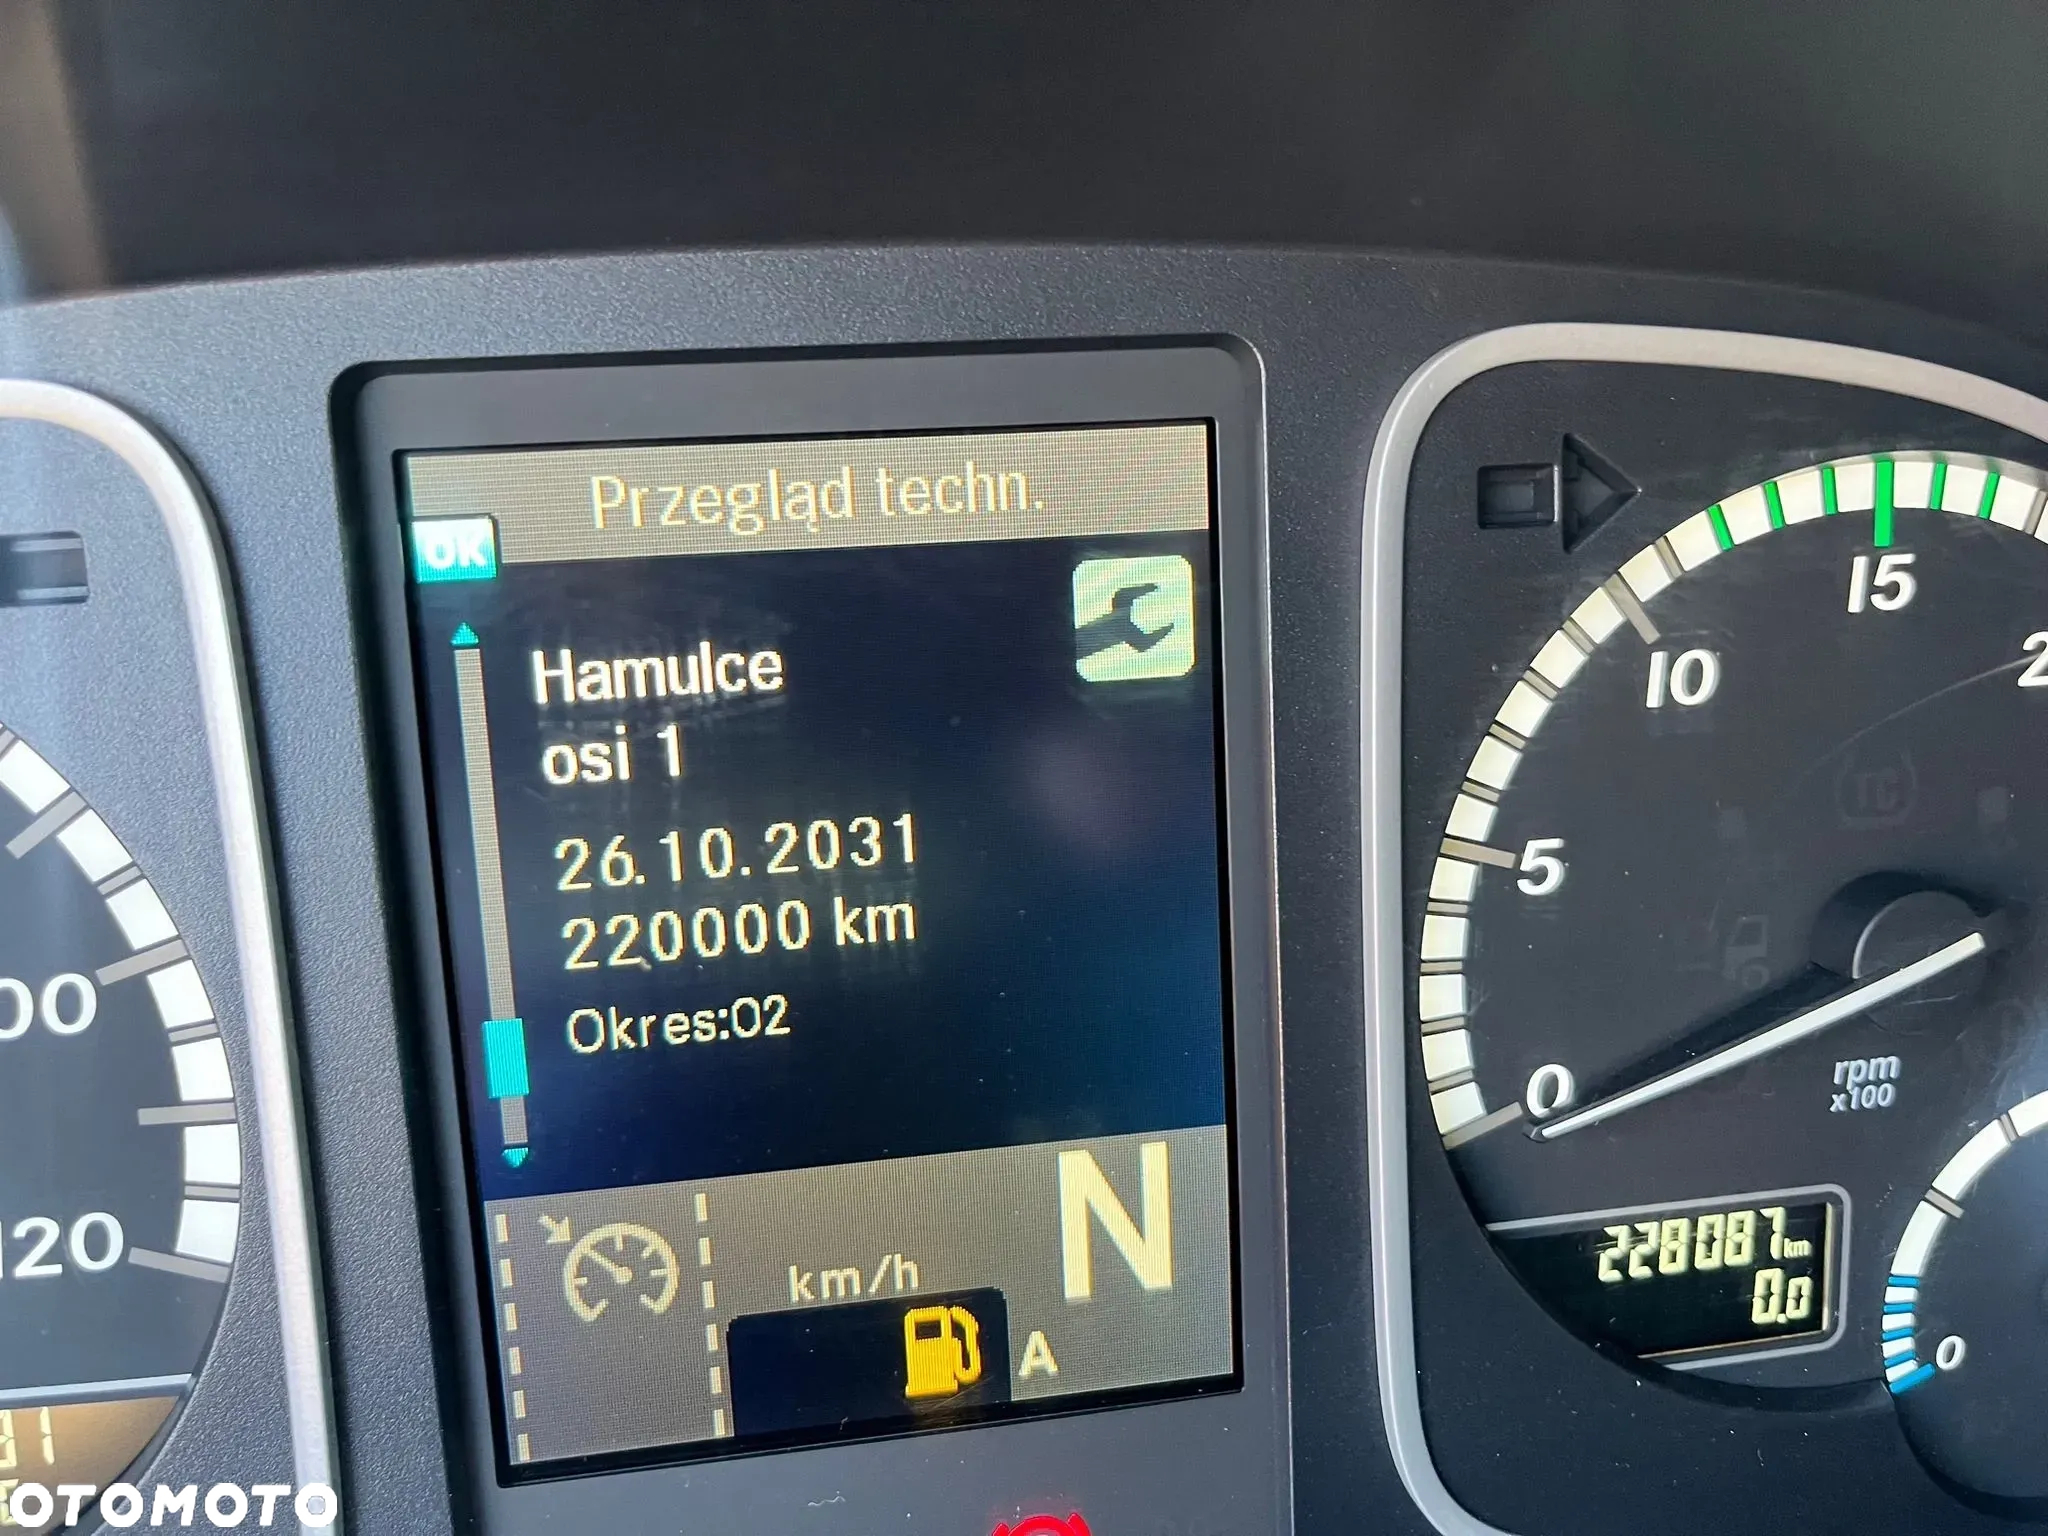 Przegląd techn.
OK
Hamulce
osi 1
26.10.2031
220000 km
Okres:02
km/h
N
A
5
10
15
0
rpm
x100
228087 km
0.0
0
120
OTOMOTO